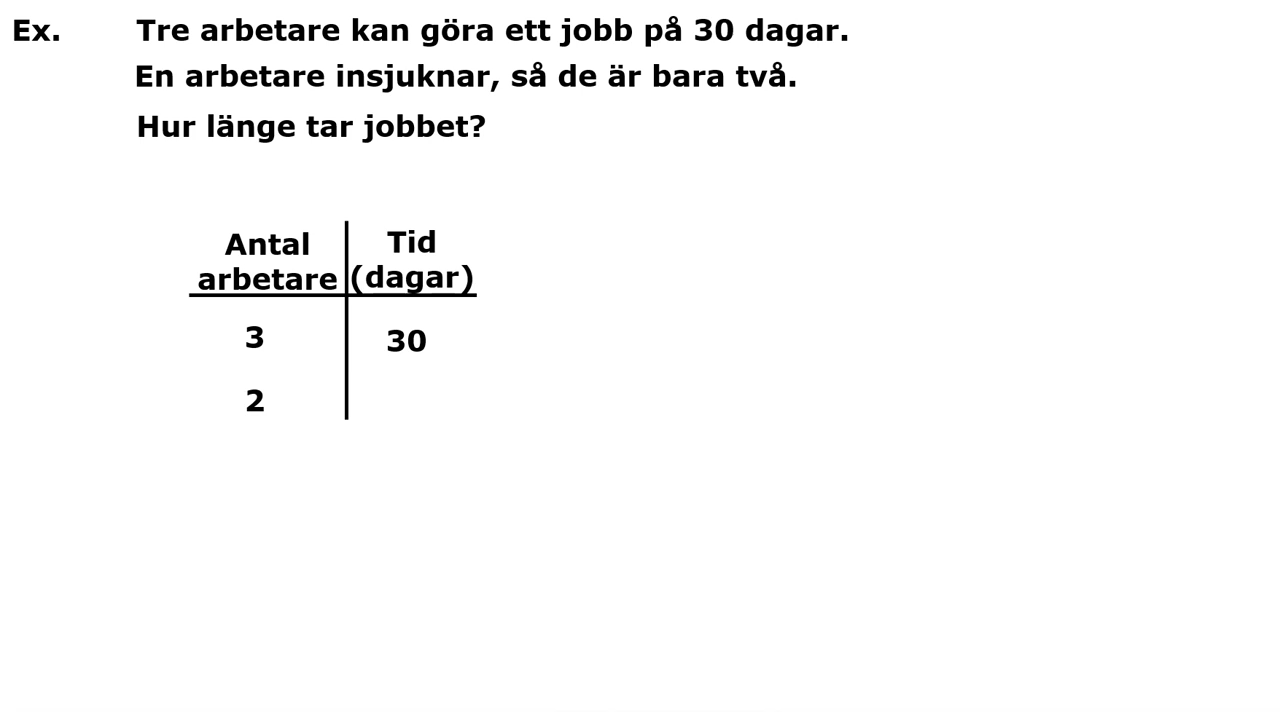 Ex. Tre arbetare kan göra ett jobb på 30 dagar.
En arbetare insjuknar, så de är bara två.
Hur länge tar jobbet?
Antal arbetare Tid (dagar)
3 30
2